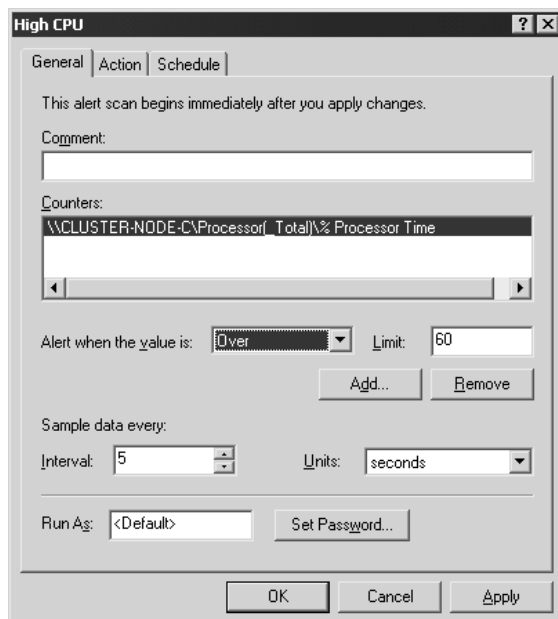 High CPU
General Action Schedule
This alert scan begins immediately after you apply changes.
Comment:
Counters:
\\CLUSTER-NODE-C\Processor(_Total)\% Processor Time
Alert when the value is: Over Limit: 60
Add... Remove
Sample data every:
Interval: 5 Units: seconds
Run As: <Default> Set Password...
OK Cancel Apply